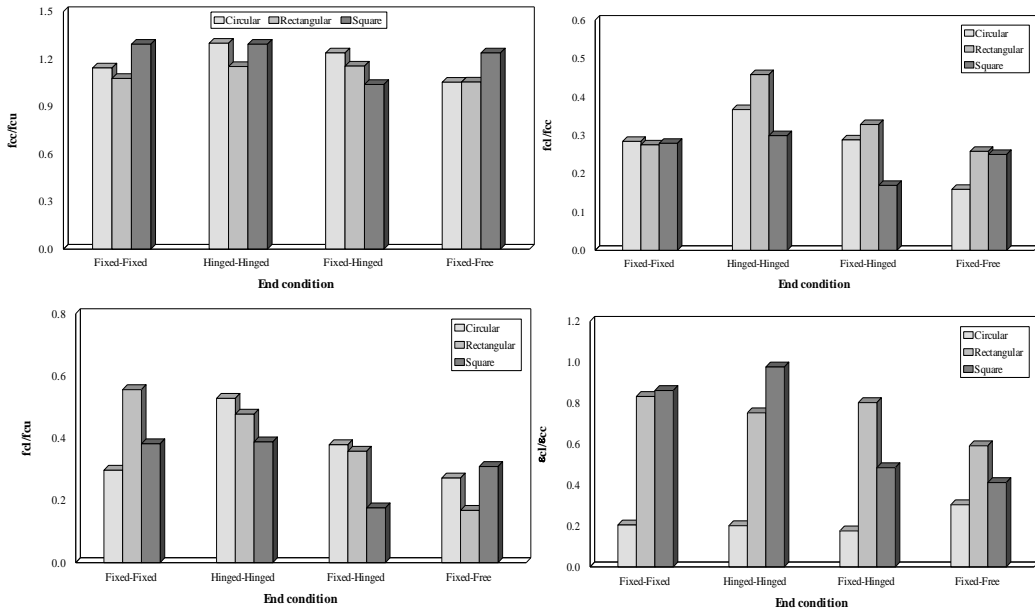 Circular Rectangular Square
1.5
1.2
0.9
0.6
0.3
0.0
fcc/fcu
Fixed-Fixed Hinged-Hinged Fixed-Hinged Fixed-Free
End condition
Circular
Rectangular
Square
0.6
0.5
0.4
0.3
0.2
0.1
0.0
fcl/fcc
Fixed-Fixed Hinged-Hinged Fixed-Hinged Fixed-Free
End condition
Circular
Rectangular
Square
0.8
0.6
0.4
0.2
0.0
fcl/fcu
Fixed-Fixed Hinged-Hinged Fixed-Hinged Fixed-Free
End condition
Circular
Rectangular
Square
1.2
1.0
0.8
0.6
0.4
0.2
0.0
εcl/εcc
Fixed-Fixed Hinged-Hinged Fixed-Hinged Fixed-Free
End condition